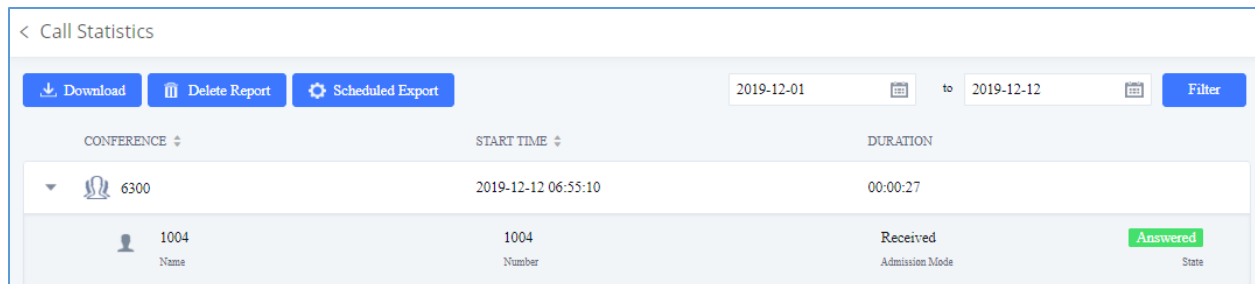 < Call Statistics
Download Delete Report Scheduled Export 2019-12-01 to 2019-12-12 Filter
CONFERENCE START TIME DURATION
6300 2019-12-12 06:55:10 00:00:27
1004 1004 Received Answered
Name Number Admission Mode State